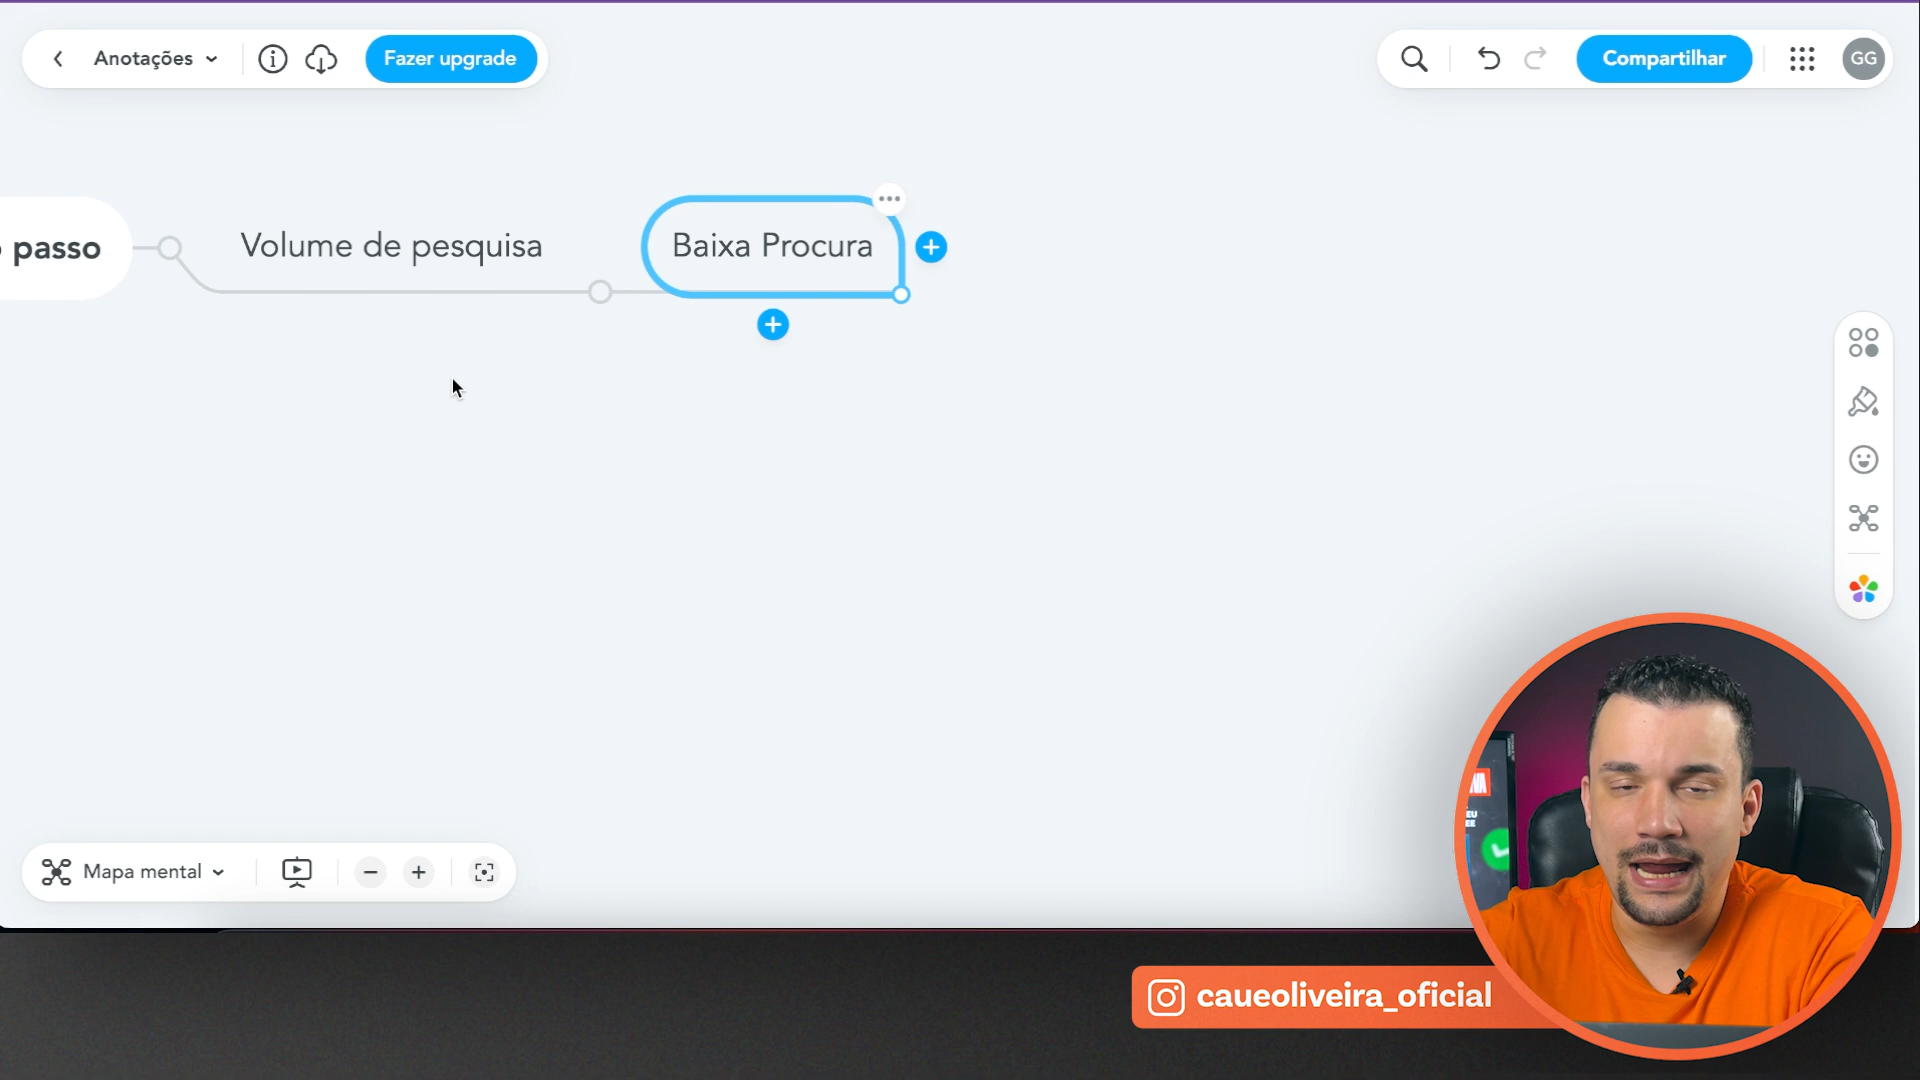 Anotações
Fazer upgrade
Compartilhar
GG
passo
Volume de pesquisa
Baixa Procura
Mapa mental
caueoliveira_oficial